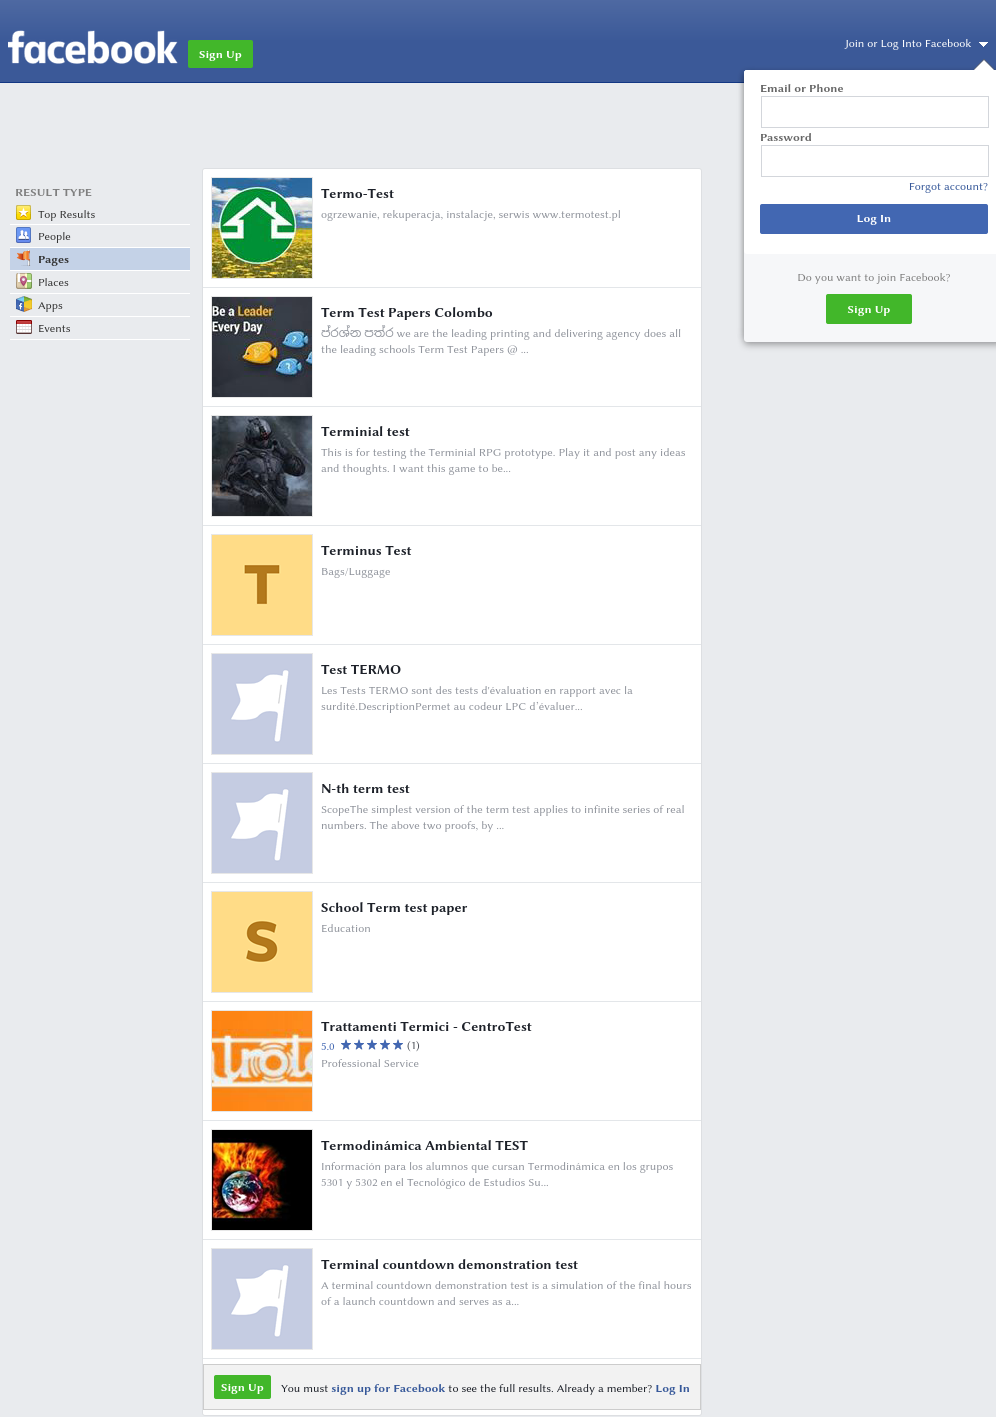 facebook
Sign Up
Join or Log Into Facebook
Email or Phone
Password
Forgot account?
Log In
Do you want to join Facebook?
Sign Up
RESULT TYPE
Top Results
People
Pages
Places
Apps
Events
Termo-Test
ogrzewanie, rekuperacja, instalacje, serwis www.termotest.pl
Be a Leader
Every Day
Term Test Papers Colombo
ප්රශ්න පත්ර we are the leading printing and delivering agency does all
the leading schools Term Test Papers @ ...
Terminial test
This is for testing the Terminial RPG prototype. Play it and post any ideas
and thoughts. I want this game to be...
T
Terminus Test
Bags/Luggage
Test TERMO
Les Tests TERMO sont des tests d'évaluation en rapport avec la
surdité.DescriptionPermet au codeur LPC d’évaluer...
N-th term test
ScopeThe simplest version of the term test applies to infinite series of real
numbers. The above two proofs, by ...
S
School Term test paper
Education
Trattamenti Termici - CentroTest
5.0 ★★★★★ (1)
Professional Service
Termodinámica Ambiental TEST
Información para los alumnos que cursan Termodinámica en los grupos
5301 y 5302 en el Tecnológico de Estudios Su...
Terminal countdown demonstration test
A terminal countdown demonstration test is a simulation of the final hours
of a launch countdown and serves as a...
Sign Up
You must sign up for Facebook to see the full results. Already a member? Log In